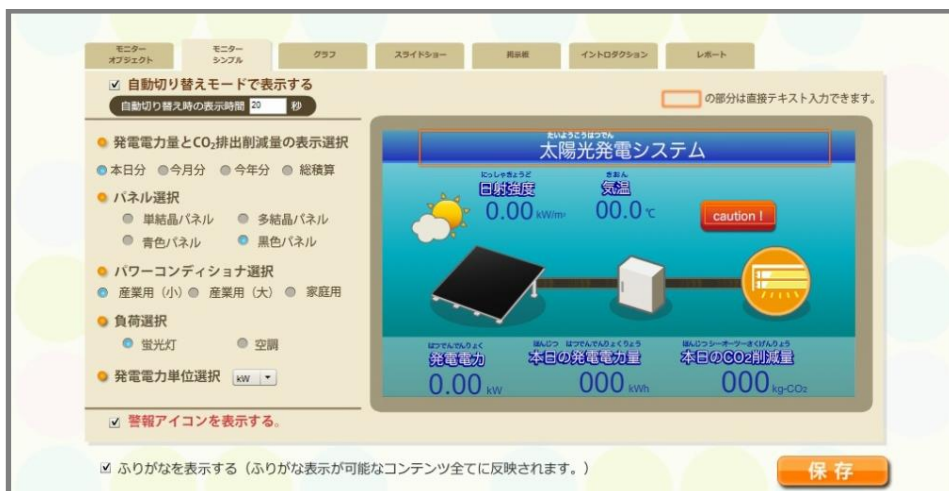 モニター
オブジェクト
モニター
シンプル
グラフ
スライドショー
掲示板
イントロダクション
レポート
自動切り替えモードで表示する
自動切り替え時の表示時間 20 秒
の部分は直接テキスト入力できます。
発電電力量とCO₂排出削減量の表示選択
本日分 今月分 今年分 総積算
パネル選択
単結晶パネル 多結晶パネル
青色パネル 黒色パネル
パワーコンディショナ選択
産業用（小） 産業用（大） 家庭用
負荷選択
蛍光灯 空調
発電電力単位選択 kW
警報アイコンを表示する。
たいようこうはつでん
太陽光発電システム
にっしゃきょうど
日射強度
0.00 kW/m²
きおん
気温
00.0 ℃
caution !
はつでんでんりょく
発電電力
0.00 kW
ほんじつ はつでんでんりょくりょう
本日の発電電力量
000 kWh
ほんじつシーオーツーさくげんりょう
本日のCO2削減量
000 kg-CO₂
ふりがなを表示する（ふりがな表示が可能なコンテンツ全てに反映されます。）
保存